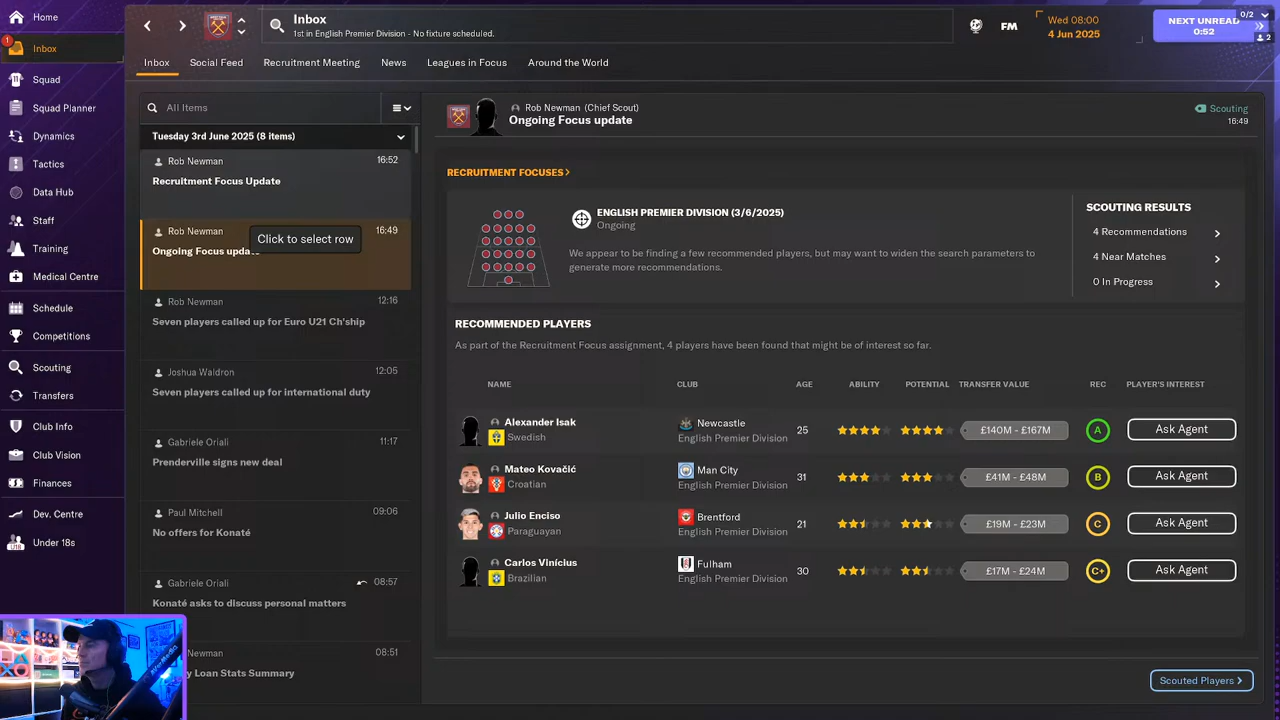 Home
1
Inbox
Squad
Squad Planner
Dynamics
Tactics
Data Hub
Staff
Training
Medical Centre
Schedule
Competitions
Scouting
Transfers
Club Info
Club Vision
Finances
Dev. Centre
U18
Under 18s
Inbox
1st in English Premier Division - No fixture scheduled.
FM
Wed 08:00
4 Jun 2025
NEXT UNREAD
0:52
0/2
2
Inbox
Social Feed
Recruitment Meeting
News
Leagues in Focus
Around the World
All Items
Tuesday 3rd June 2025 (8 items)
Rob Newman 16:52
Recruitment Focus Update
Rob Newman 16:49
Ongoing Focus update
Click to select row
Rob Newman 12:16
Seven players called up for Euro U21 Ch'ship
Joshua Waldron 12:05
Seven players called up for international duty
Gabriele Oriali 11:17
Prenderville signs new deal
Paul Mitchell 09:06
No offers for Konaté
Gabriele Oriali 08:57
Konaté asks to discuss personal matters
Newman 08:51
Loan Stats Summary
Rob Newman (Chief Scout)
Ongoing Focus update
Scouting
16:49
RECRUITMENT FOCUSES >
ENGLISH PREMIER DIVISION (3/6/2025)
Ongoing
We appear to be finding a few recommended players, but may want to widen the search parameters to
generate more recommendations.
SCOUTING RESULTS
4 Recommendations
4 Near Matches
0 In Progress
RECOMMENDED PLAYERS
As part of the Recruitment Focus assignment, 4 players have been found that might be of interest so far.
NAME CLUB AGE ABILITY POTENTIAL TRANSFER VALUE REC PLAYER'S INTEREST
Alexander Isak Newcastle 25 £140M - £167M A Ask Agent
Swedish English Premier Division
Mateo Kovačić Man City 31 £41M - £48M B Ask Agent
Croatian English Premier Division
Julio Enciso Brentford 21 £19M - £23M C Ask Agent
Paraguayan English Premier Division
Carlos Vinícius Fulham 30 £17M - £24M C+ Ask Agent
Brazilian English Premier Division
Scouted Players >